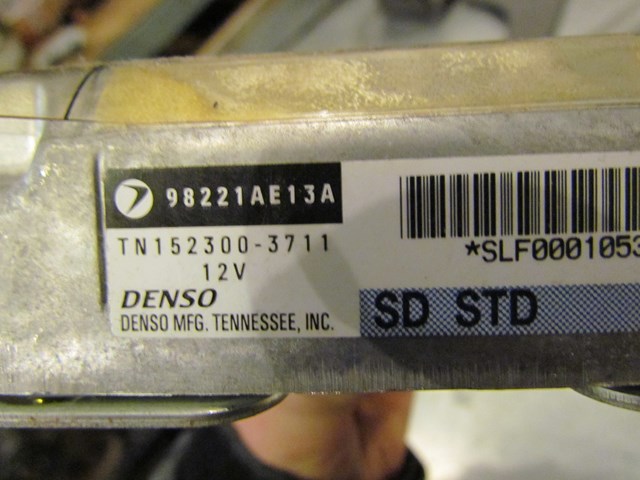 98221AE13A
TN152300-3711
12V
DENSO
DENSO MFG. TENNESSEE, INC.
*SLF0001053
SD STD